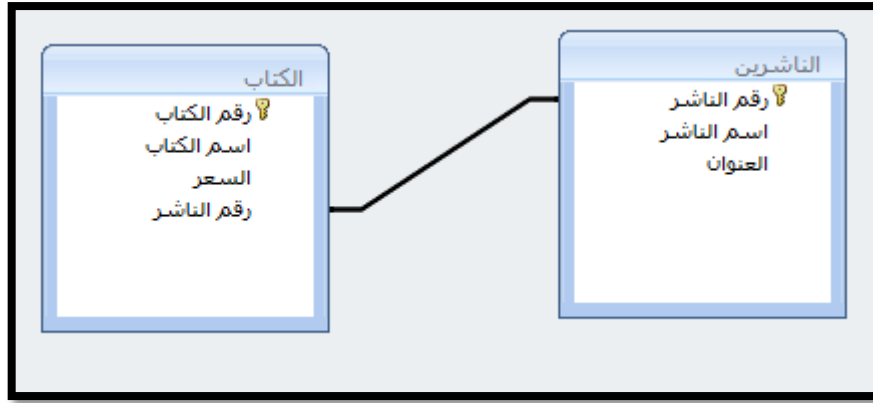 الناشرين
رقم الناشر
اسم الناشر
العنوان
الكتاب
رقم الكتاب
اسم الكتاب
السعر
رقم الناشر